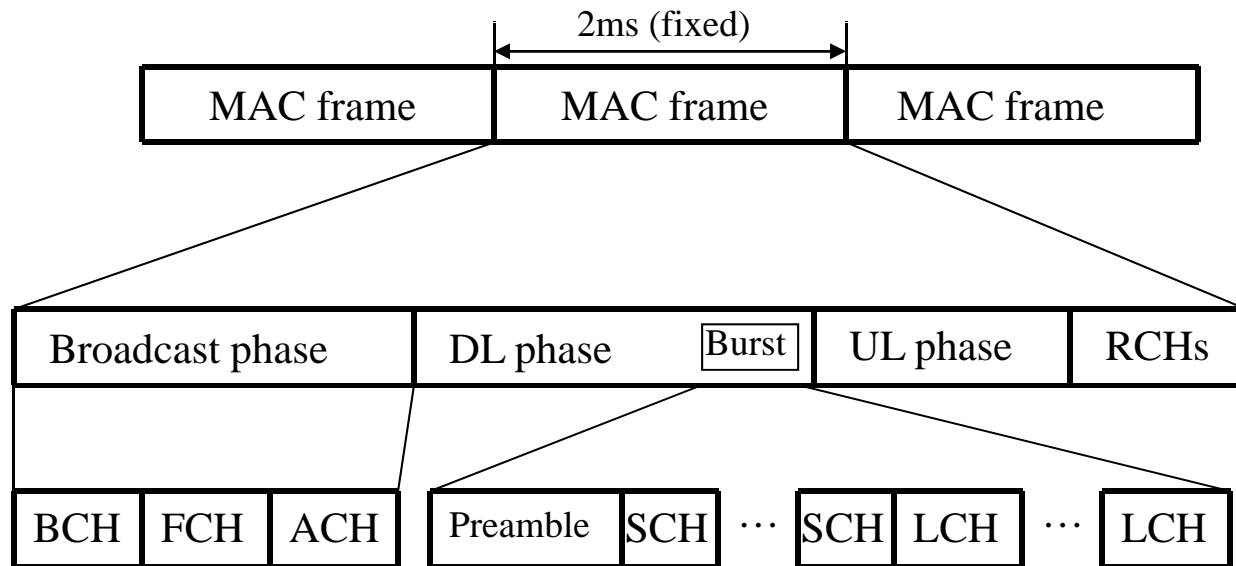 2ms (fixed)
MAC frame MAC frame MAC frame
Broadcast phase DL phase Burst UL phase RCHs
BCH FCH ACH Preamble SCH ··· SCH LCH ··· LCH